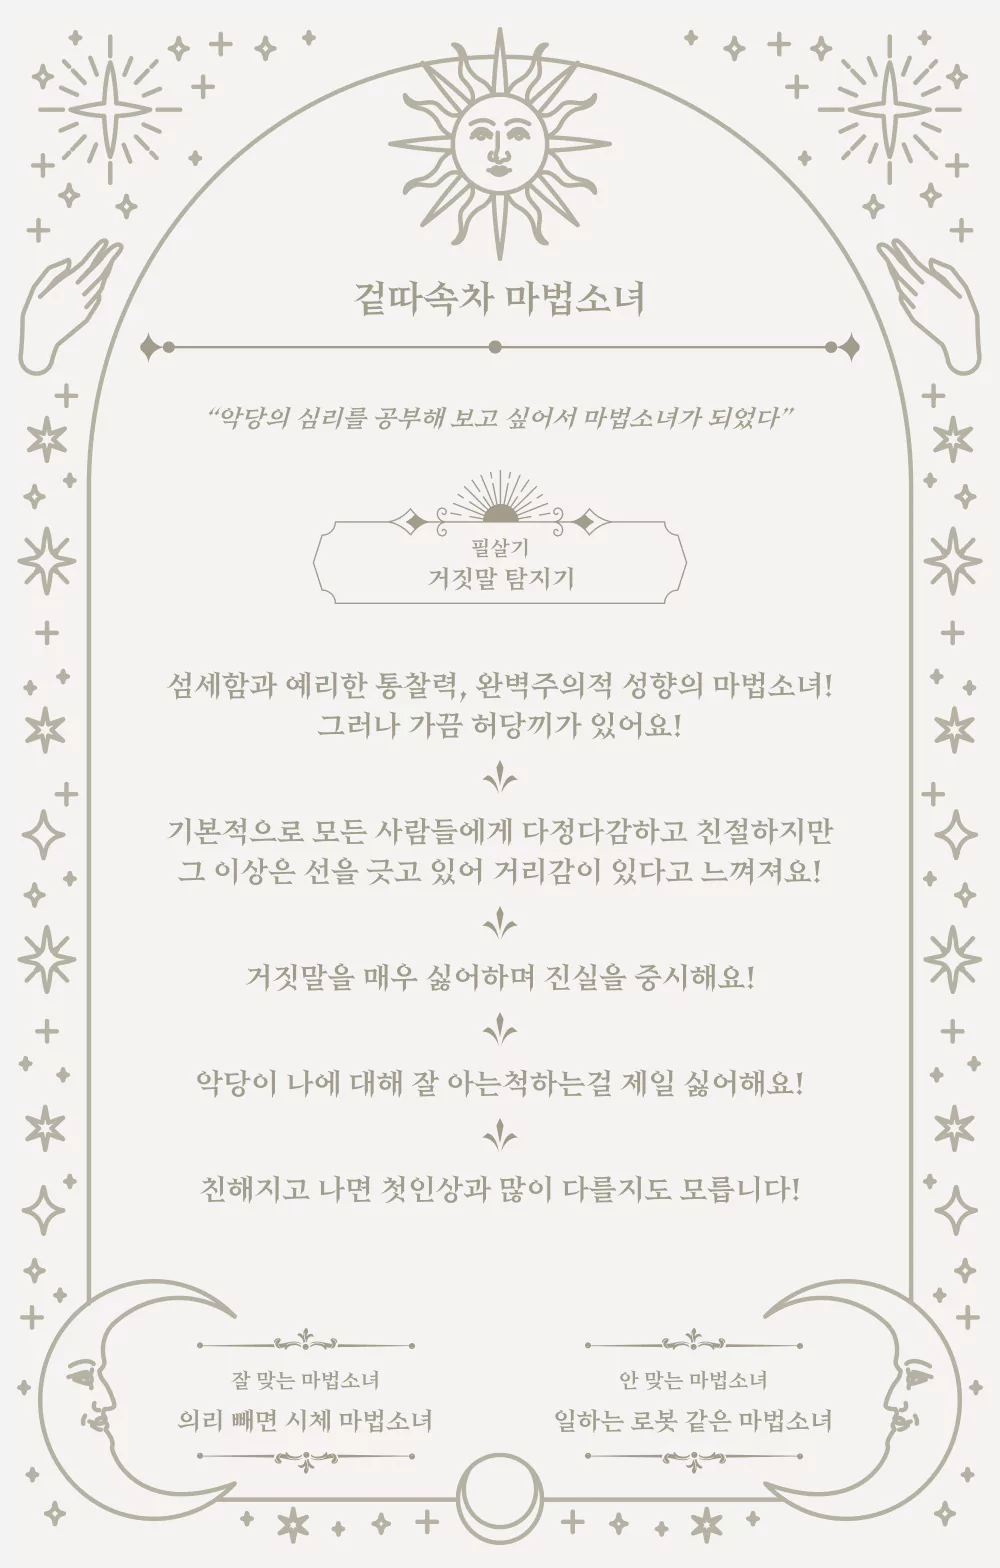 겉따속차 마법소녀
“악당의 심리를 공부해 보고 싶어서 마법소녀가 되었다”
필살기
거짓말 탐지기
섬세함과 예리한 통찰력, 완벽주의적 성향의 마법소녀!
그러나 가끔 허당끼가 있어요!
기본적으로 모든 사람들에게 다정다감하고 친절하지만
그 이상은 선을 긋고 있어 거리감이 있다고 느껴져요!
거짓말을 매우 싫어하며 진실을 중시해요!
악당이 나에 대해 잘 아는척하는걸 제일 싫어해요!
친해지고 나면 첫인상과 많이 다를지도 모릅니다!
잘 맞는 마법소녀
의리 빼면 시체 마법소녀
안 맞는 마법소녀
일하는 로봇 같은 마법소녀